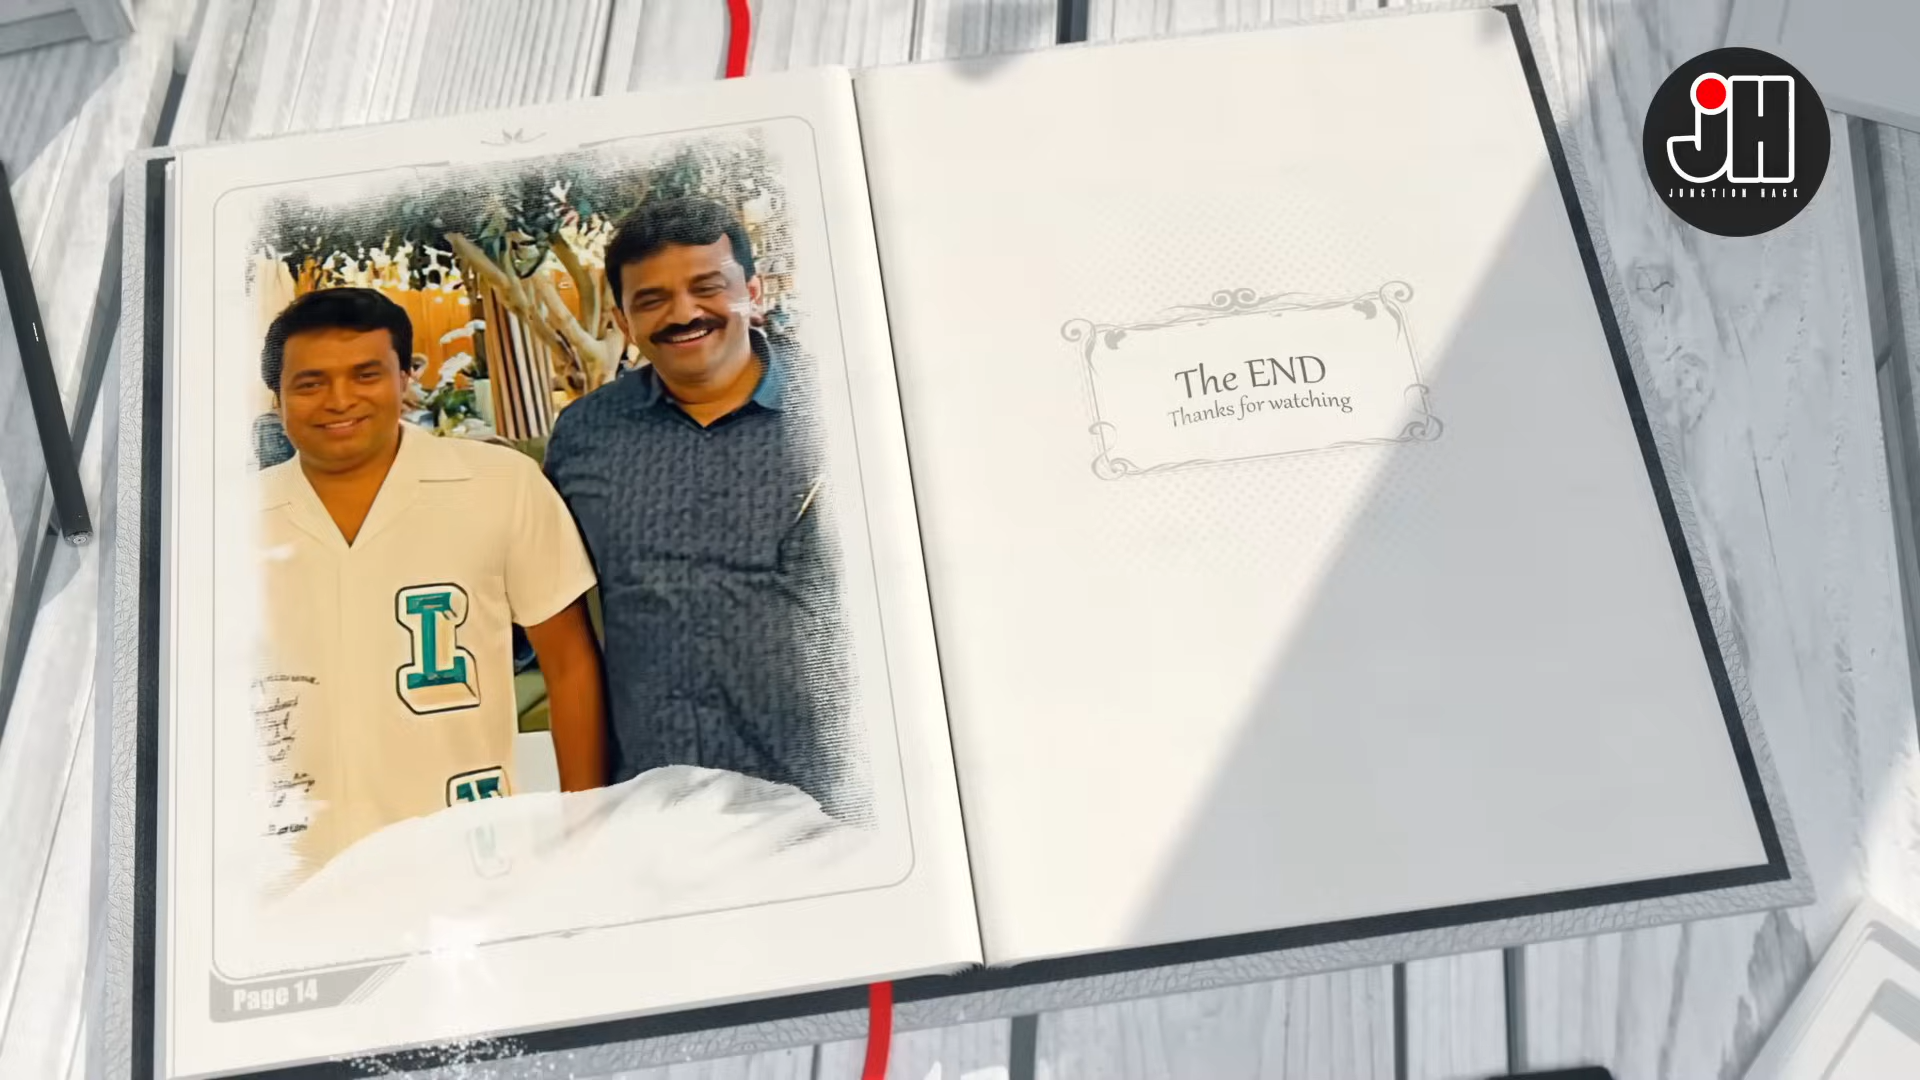 JH
JUNCTION HACK
L
The END
Thanks for watching
Page 14